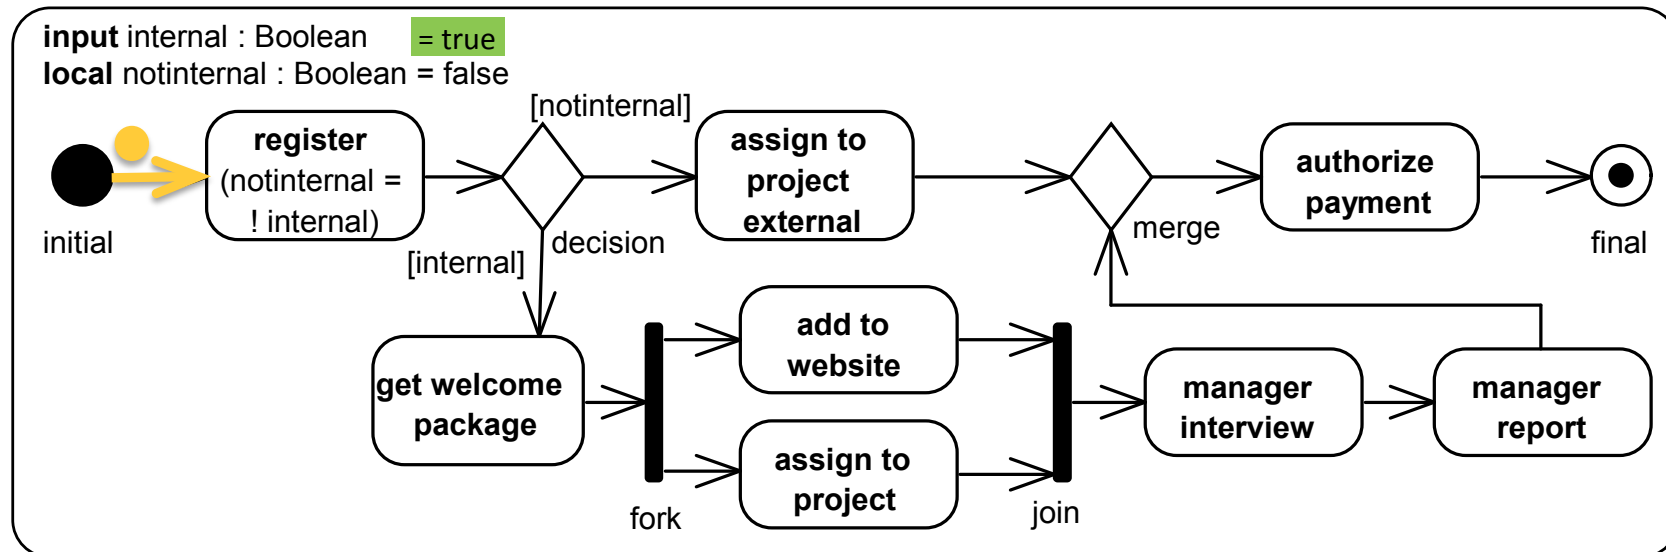 input internal : Boolean = true
local notinternal : Boolean = false
[notinternal]
register
(notinternal =
! internal)
assign to
project
external
authorize
payment
initial
decision
merge
final
[internal]
add to
website
get welcome
package
manager
interview
manager
report
assign to
project
fork
join